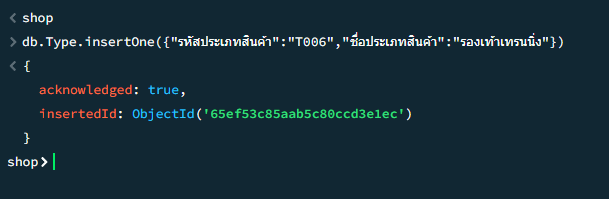 shop
db.Type.insertOne({"รหัสประเภทสินค้า":"T006","ชื่อประเภทสินค้า":"รองเท้าเทรนนิ่ง"})
{
acknowledged: true,
insertedId: ObjectId('65ef53c85aab5c80ccd3e1ec')
}
shop>